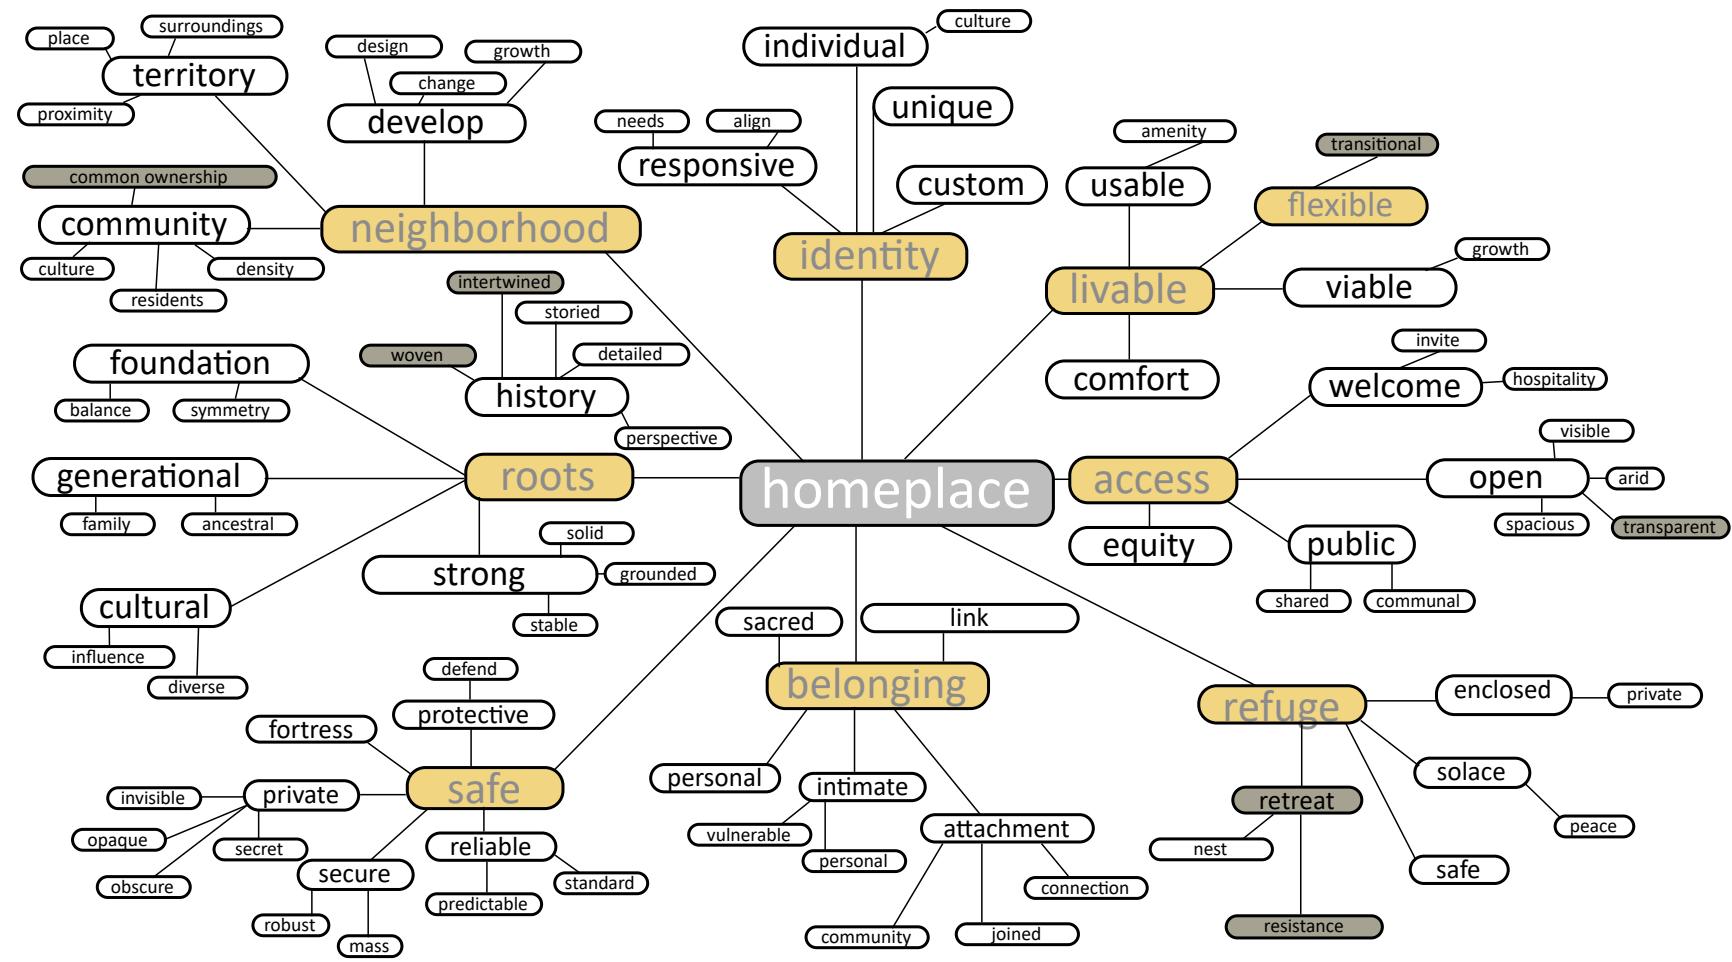 culture
individual
surroundings
place
territory
proximity
design
growth
change
develop
unique
needs
align
responsive
custom
amenity
usable
transitional
flexible
common ownership
community
culture
density
residents
neighborhood
identity
livable
growth
viable
comfort
intertwined
storied
woven
detailed
history
perspective
foundation
balance
symmetry
invite
welcome
hospitality
visible
open
arid
spacious
transparent
generational
family
ancestral
roots
homeplace
access
equity
public
shared
communal
solid
strong
grounded
stable
cultural
influence
diverse
sacred
link
belonging
defend
protective
fortress
safe
private
invisible
opaque
secret
obscure
secure
robust
mass
reliable
predictable
standard
personal
intimate
vulnerable
personal
attachment
connection
community
joined
refuge
enclosed
private
solace
peace
retreat
nest
safe
resistance